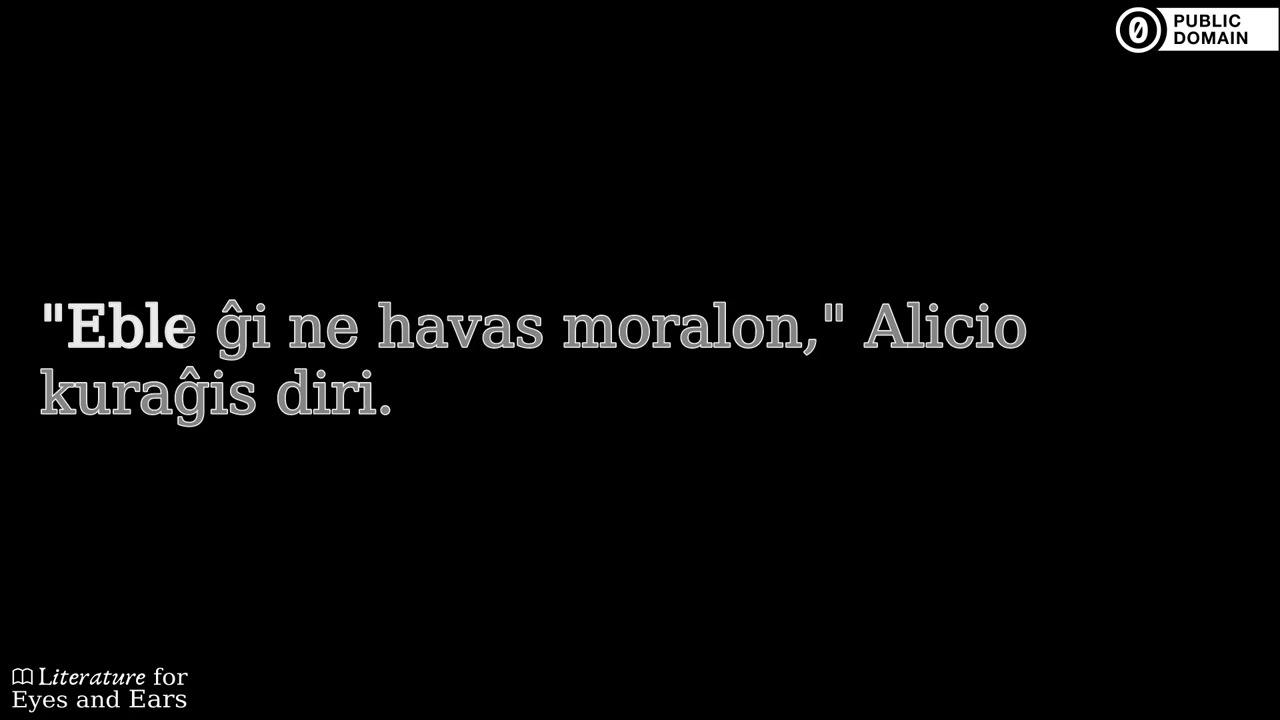 PUBLIC
DOMAIN
"Eble ĝi ne havas moralon," Alicio
kuraĝis diri.
Literature for
Eyes and Ears